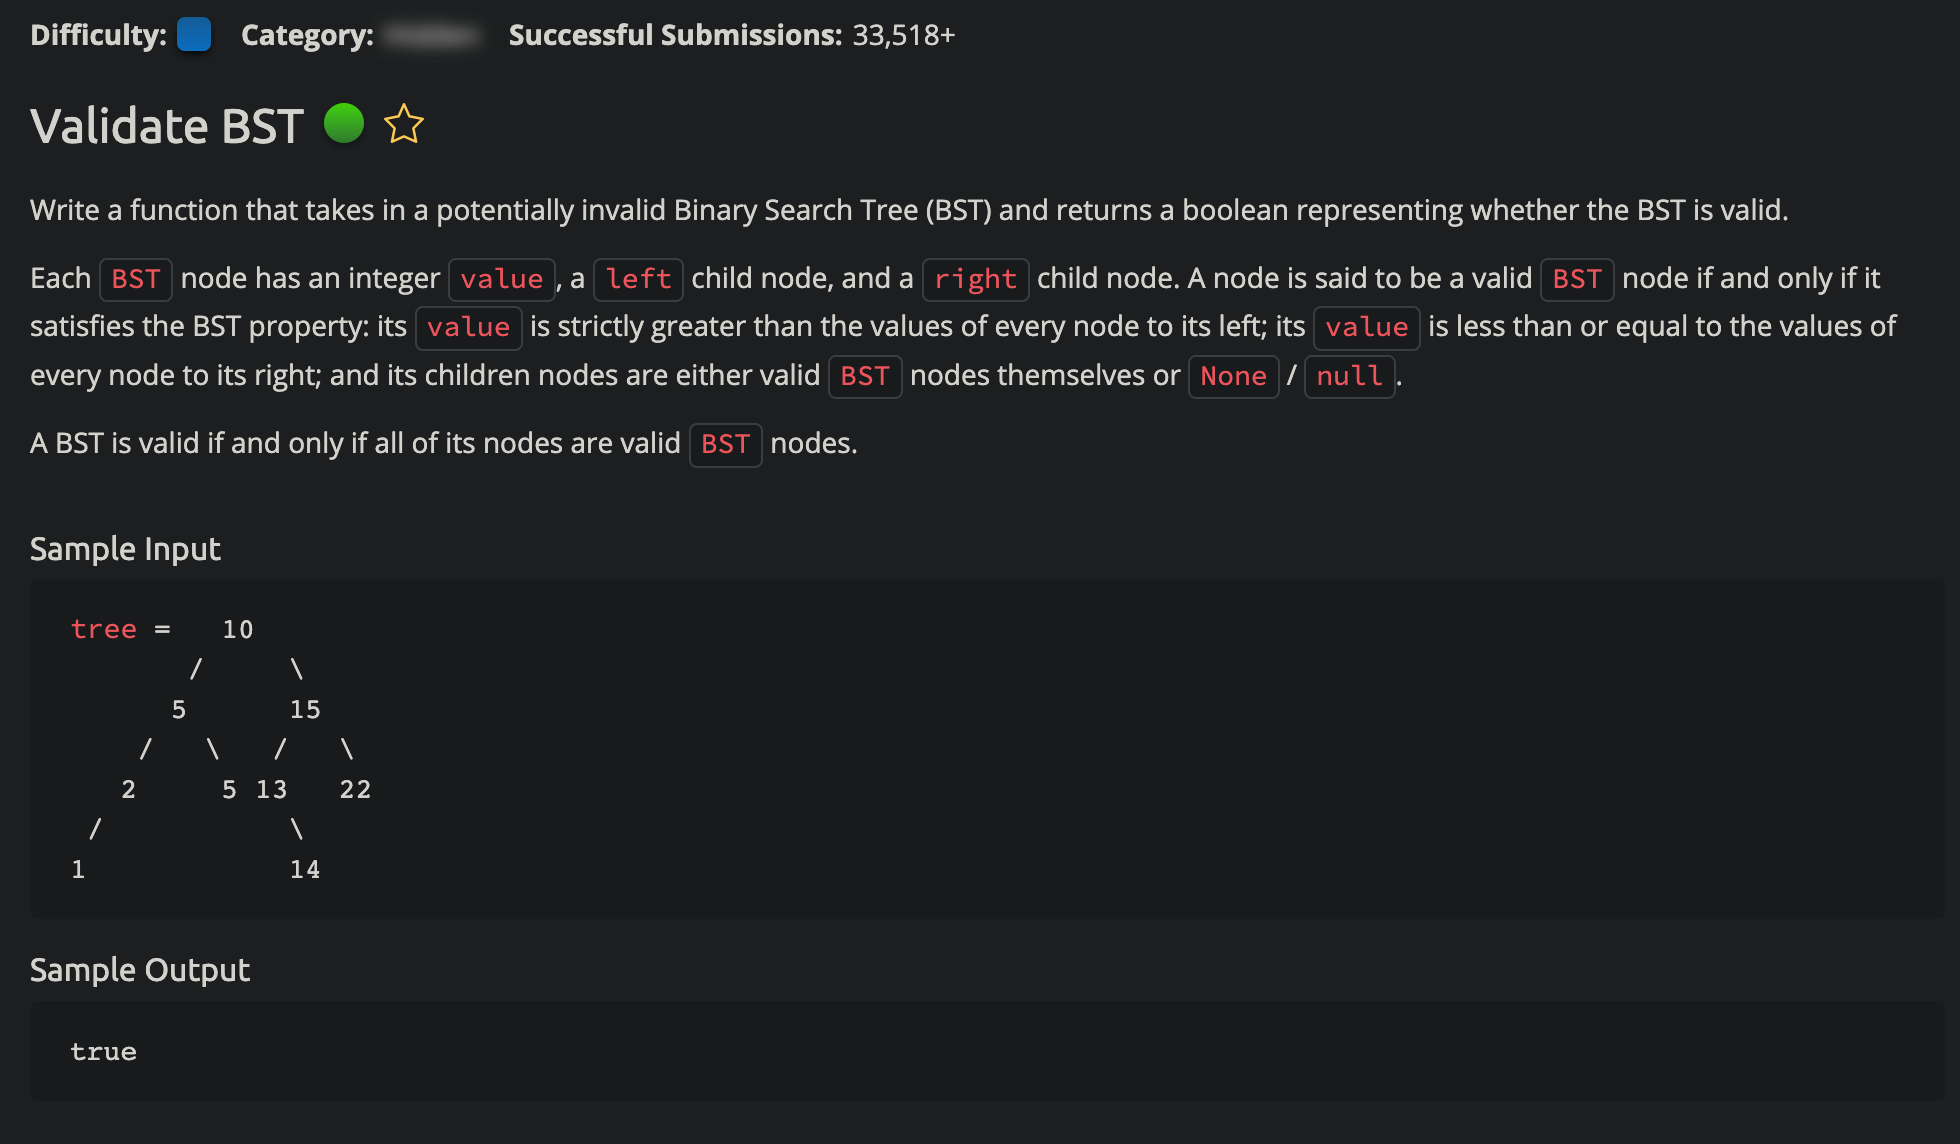 Difficulty: Category: Successful Submissions: 33,518+
Validate BST
Write a function that takes in a potentially invalid Binary Search Tree (BST) and returns a boolean representing whether the BST is valid.
Each BST node has an integer value, a left child node, and a right child node. A node is said to be a valid BST node if and only if it
satisfies the BST property: its value is strictly greater than the values of every node to its left; its value is less than or equal to the values of
every node to its right; and its children nodes are either valid BST nodes themselves or None / null.
A BST is valid if and only if all of its nodes are valid BST nodes.
Sample Input
tree =   10
       /     \
      5      15
    /   \   /   \
   2     5 13   22
 /           \
1            14
Sample Output
true